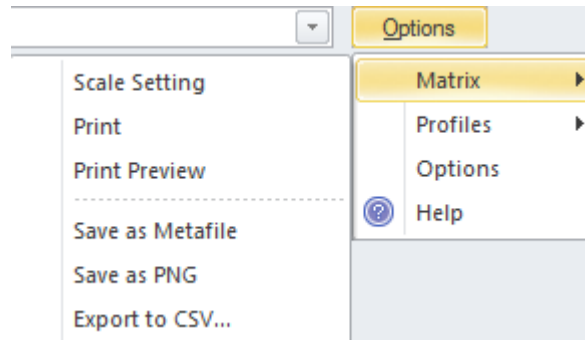 Options
Matrix
Profiles
Options
Help
Scale Setting
Print
Print Preview
Save as Metafile
Save as PNG
Export to CSV...